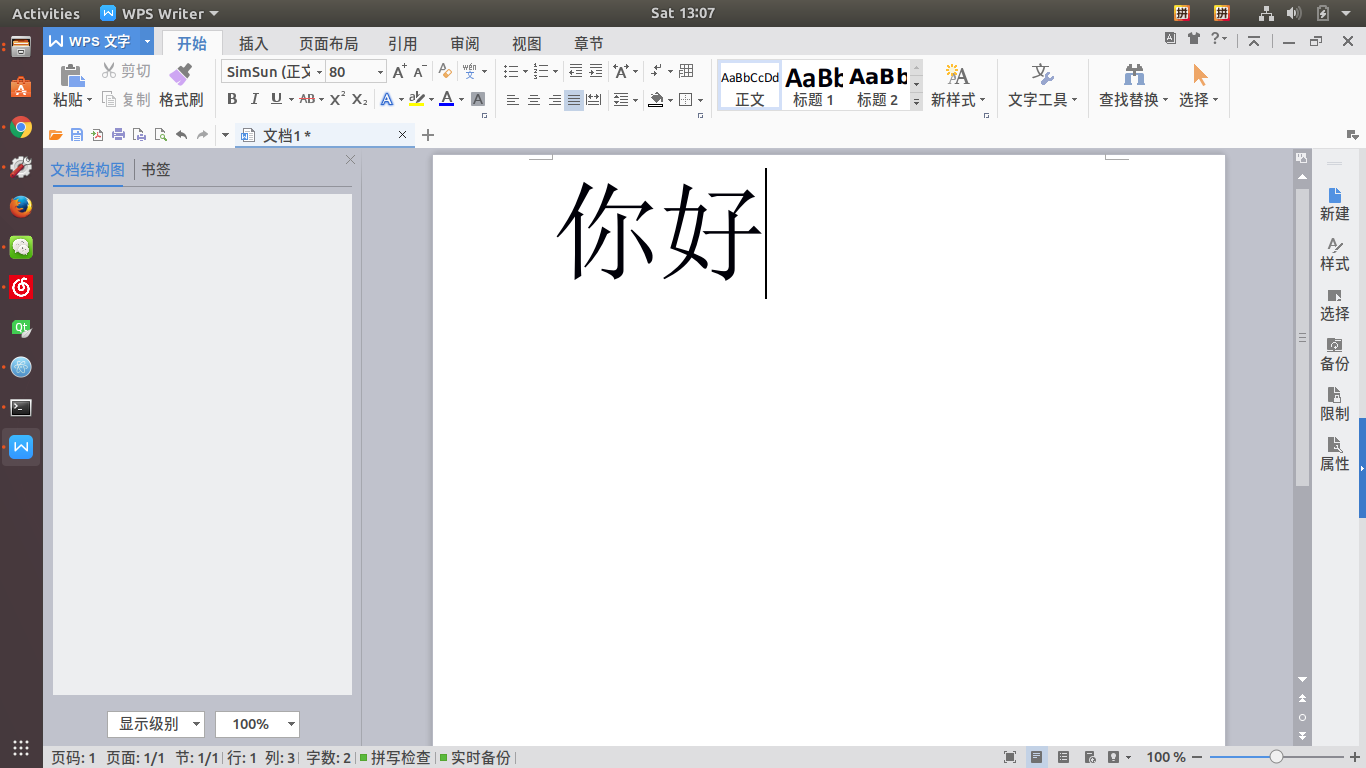 Activities WPS Writer Sat 13:07 拼 拼
WPS 文字 开始 插入 页面布局 引用 审阅 视图 章节
粘贴 剪切 复制 格式刷
SimSun (正文 80
B I U AB X² X₂ A
AaBbCcDd AaBb AaBb
正文 标题 1 标题 2 新样式 文字工具 查找替换 选择
文档1 *
文档结构图 书签
你好
新建
样式
选择
备份
限制
属性
显示级别 100%
页码: 1 页面: 1/1 节: 1/1 行: 1 列: 3 字数: 2 拼写检查 实时备份 100 %